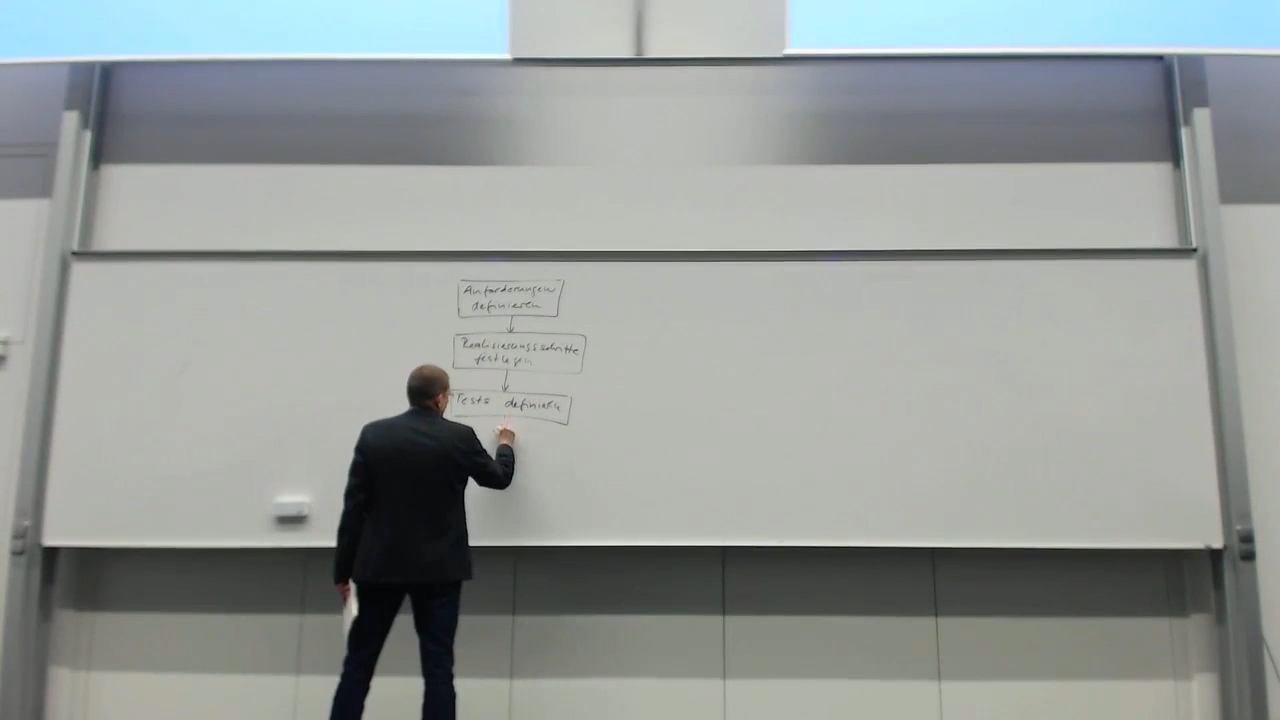 Anforderungen
definieren
Realisierungsschritte
festlegen
Tests definieren